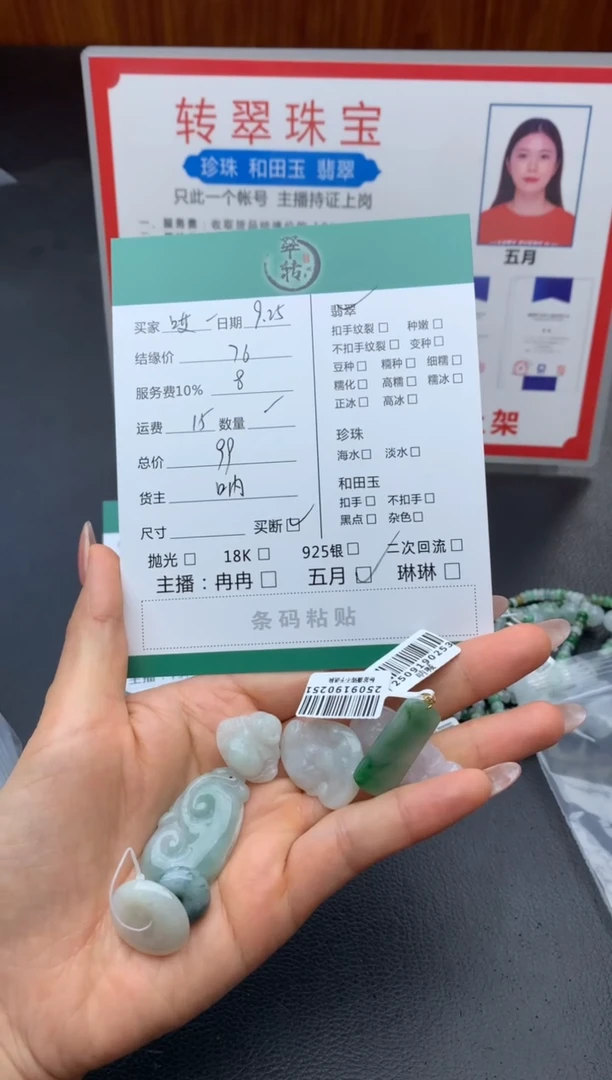 转翠珠宝
珍珠 和田玉 翡翠
只此一个帐号 主播持证上岗
五月
架
翠转
买家 日期 9.25
结缘价 76
服务费10% 8
运费 15 数量
总价 99
货主 呐
尺寸 买断
翡翠
扣手纹裂 种嫩
不扣手纹裂 变种
豆种 糯种 细糯
糯化 高糯 糯冰
正冰 高冰
珍珠
海水 淡水
和田玉
扣手 不扣手
黑点 杂色
抛光 18K 925银 二次回流
主播：冉冉 五月 琳琳
条码粘贴
2509190251
2509190253